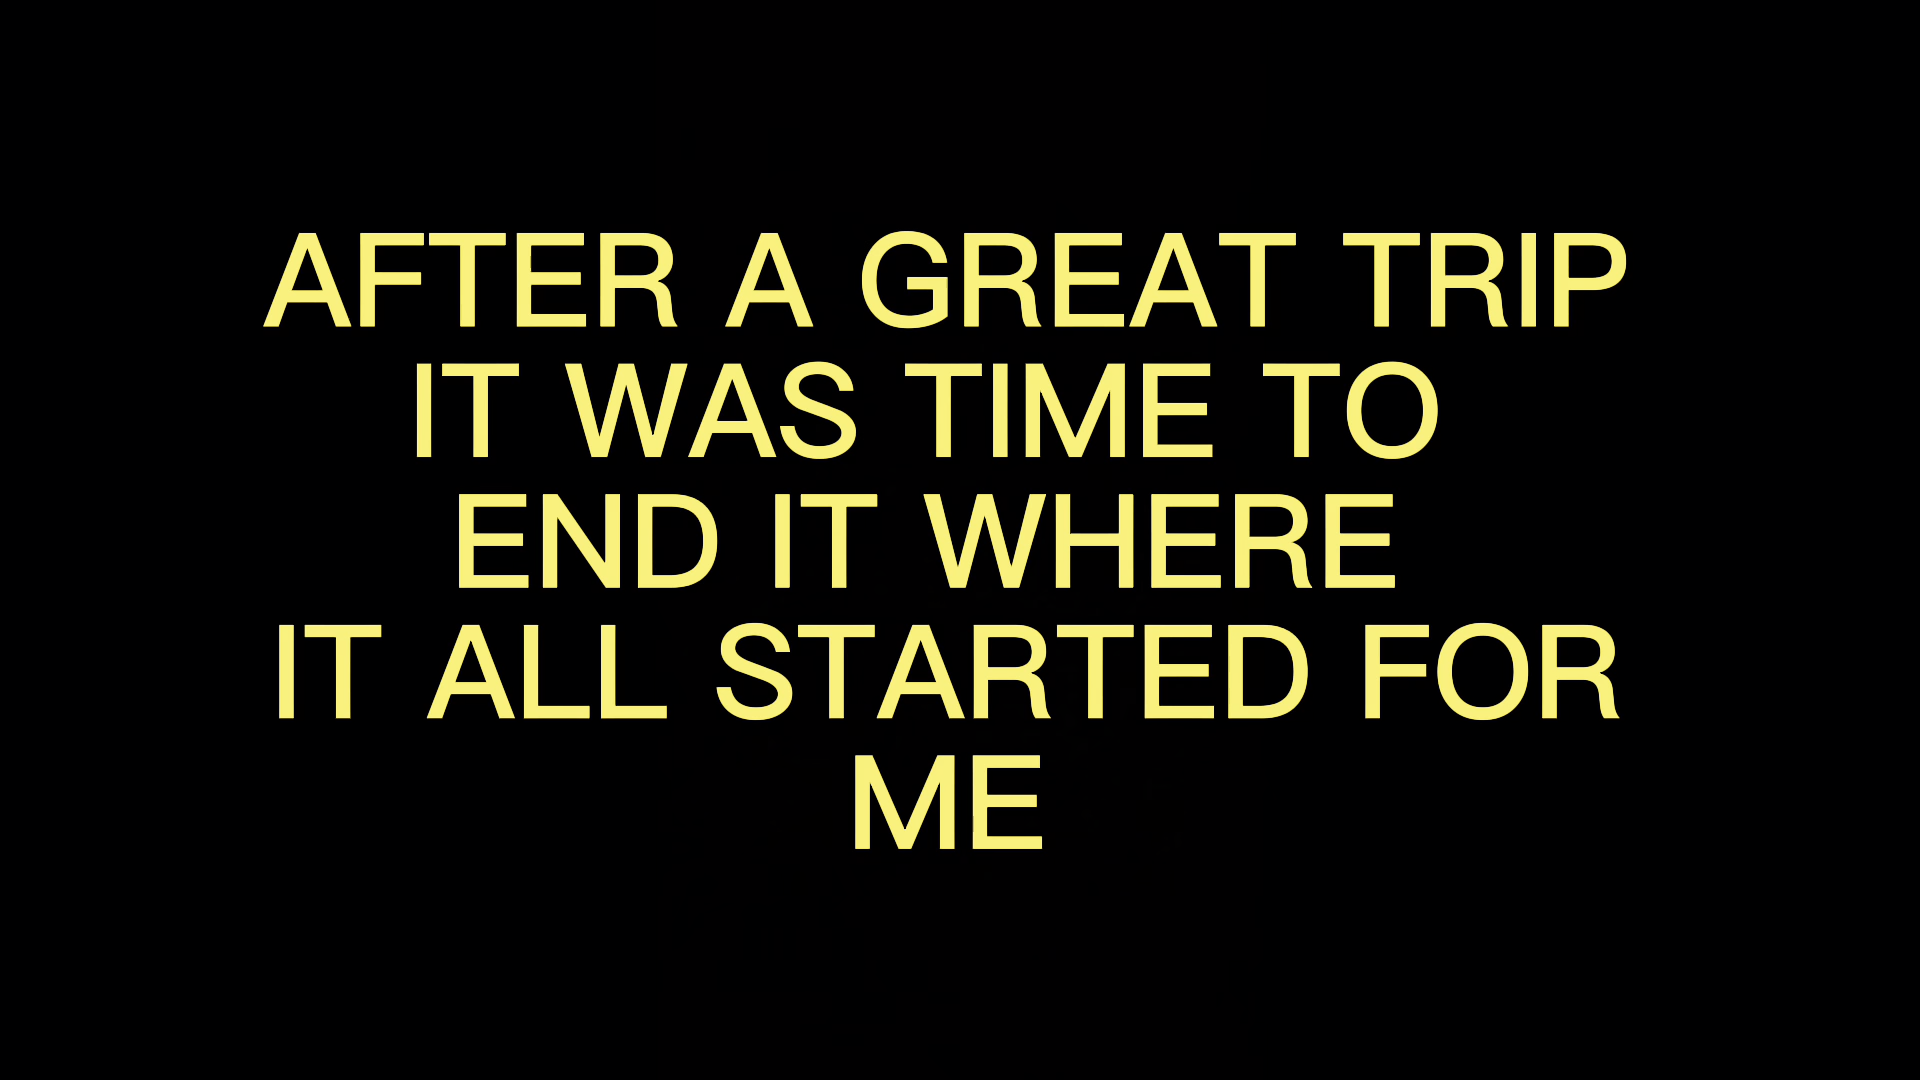 AFTER A GREAT TRIP
IT WAS TIME TO
END IT WHERE
IT ALL STARTED FOR
ME